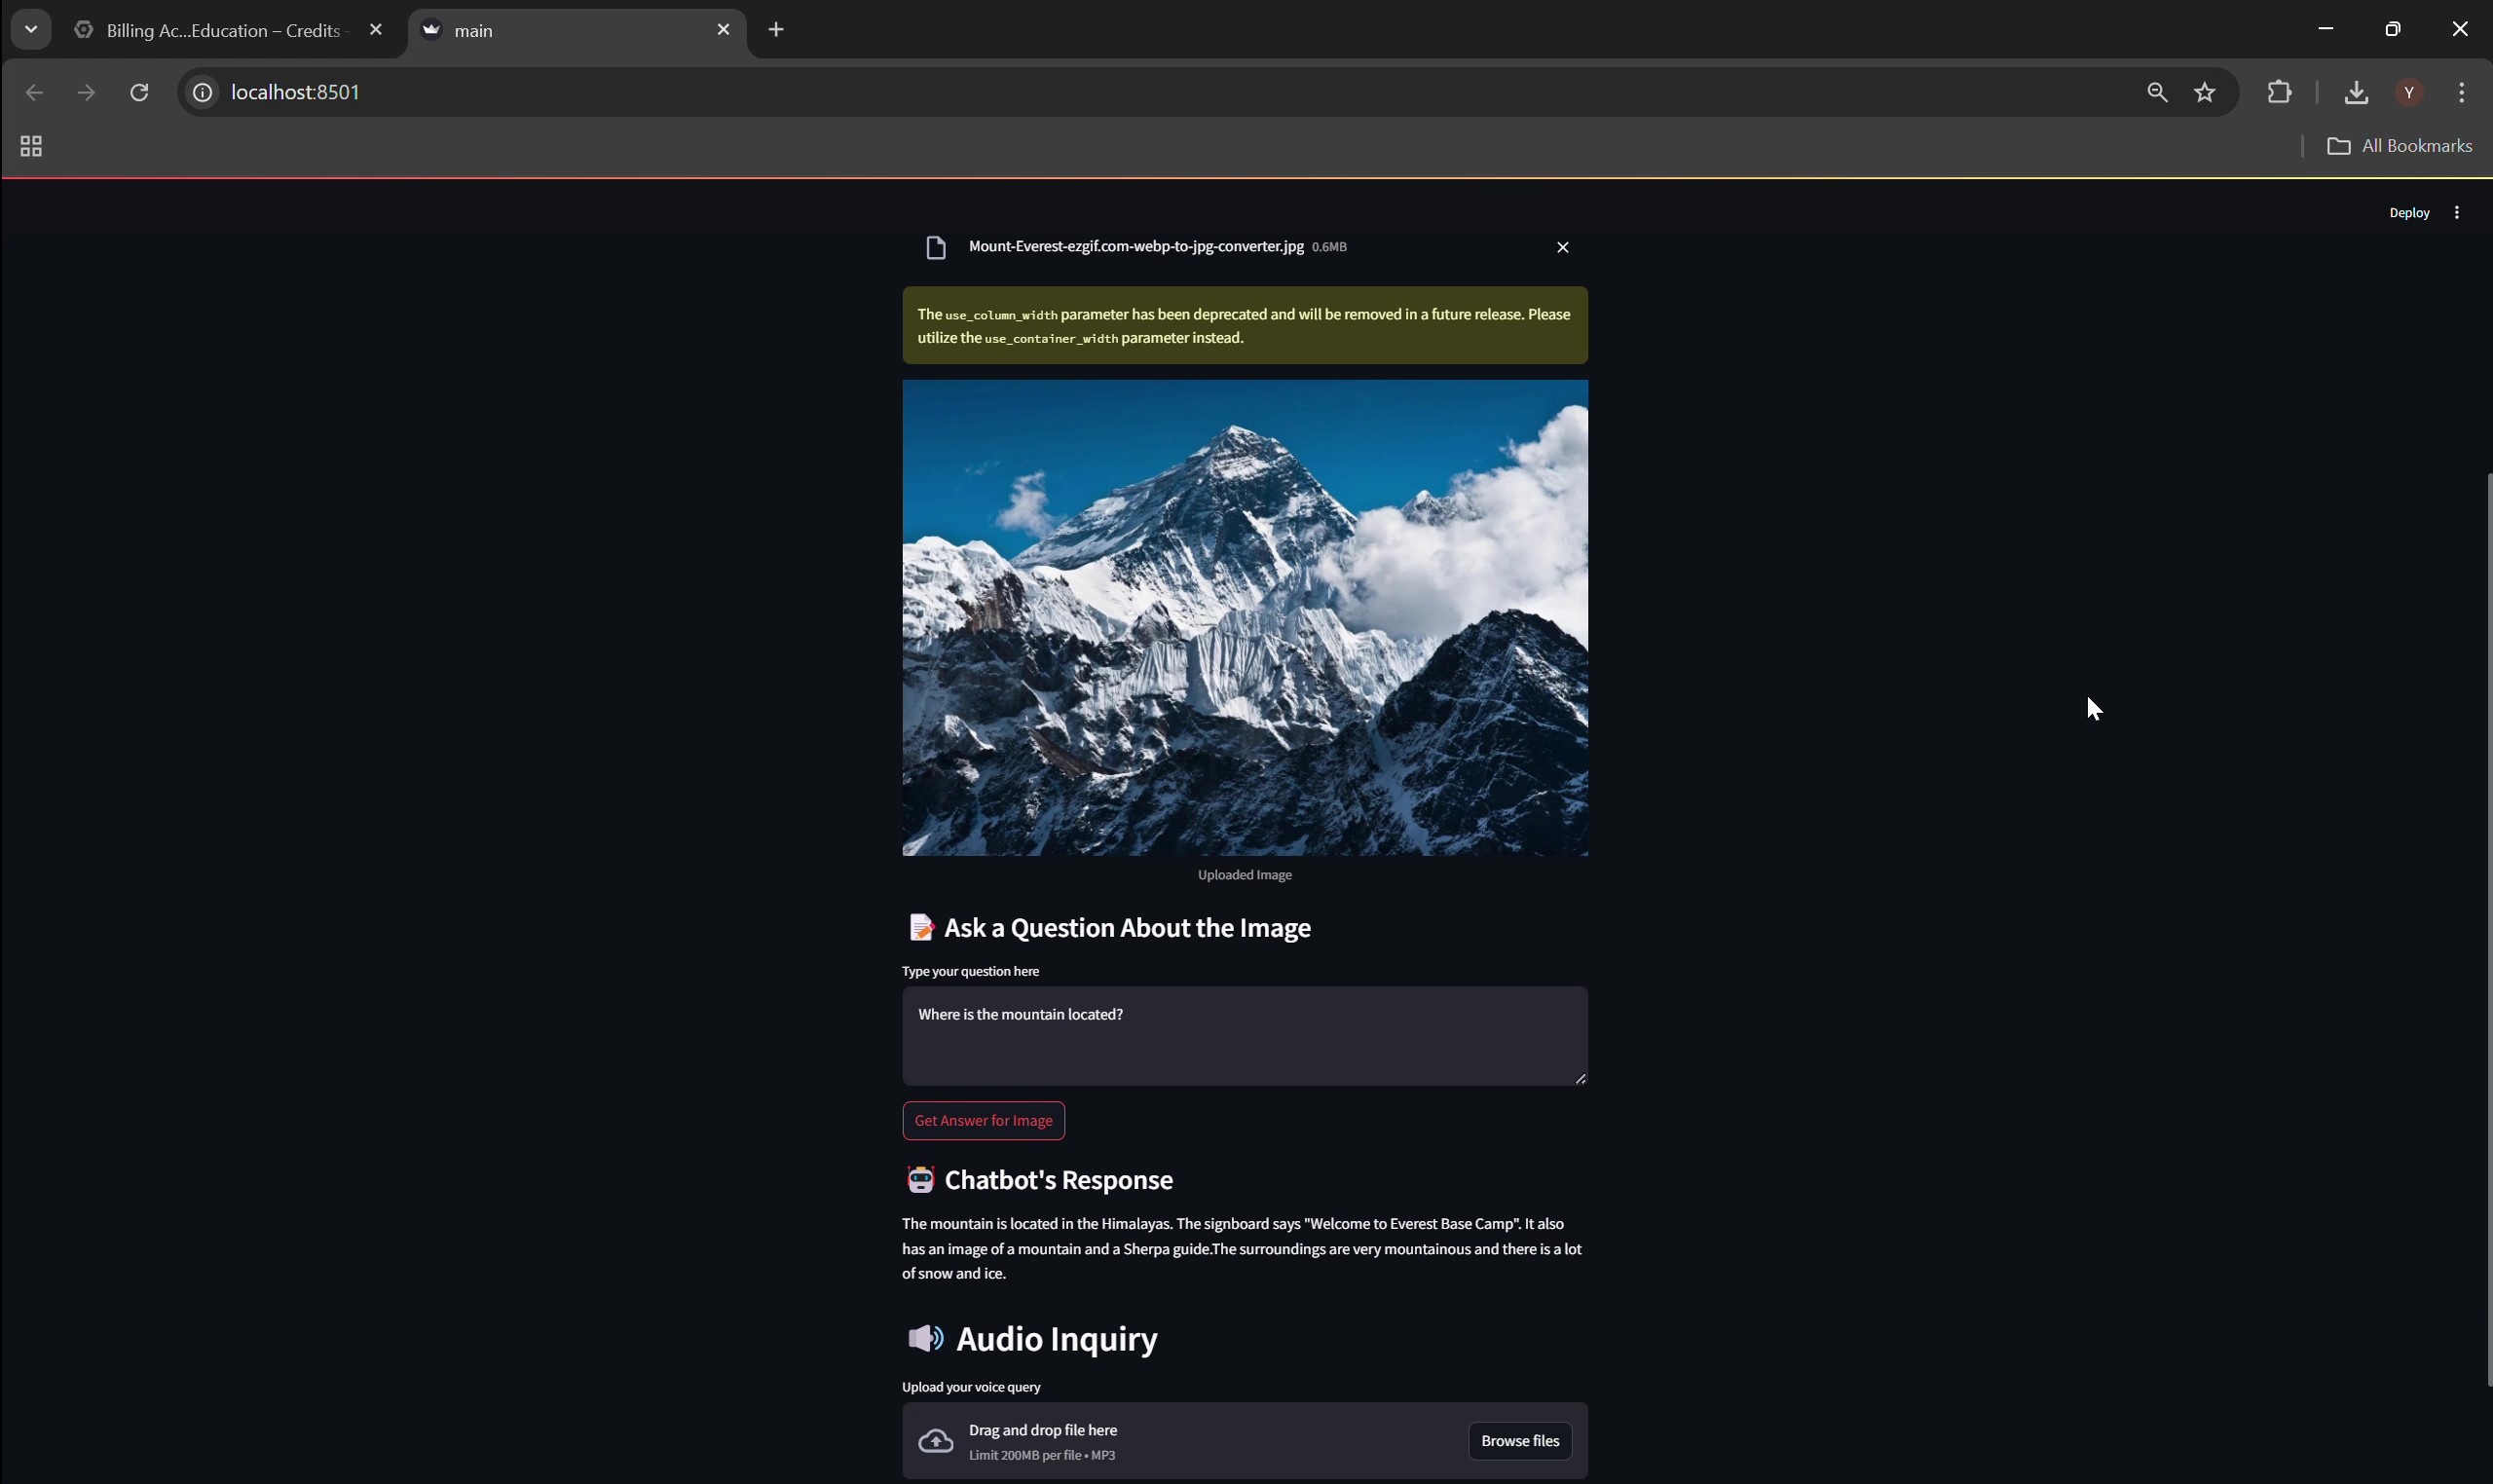 Billing Ac...Education – Credits
main
localhost:8501
Y
All Bookmarks
Deploy
Mount-Everest-ezgif.com-webp-to-jpg-converter.jpg 0.6MB
The use_column_width parameter has been deprecated and will be removed in a future release. Please
utilize the use_container_width parameter instead.
Uploaded Image
Ask a Question About the Image
Type your question here
Where is the mountain located?
Get Answer for Image
Chatbot's Response
The mountain is located in the Himalayas. The signboard says "Welcome to Everest Base Camp". It also
has an image of a mountain and a Sherpa guide.The surroundings are very mountainous and there is a lot
of snow and ice.
Audio Inquiry
Upload your voice query
Drag and drop file here
Limit 200MB per file • MP3
Browse files